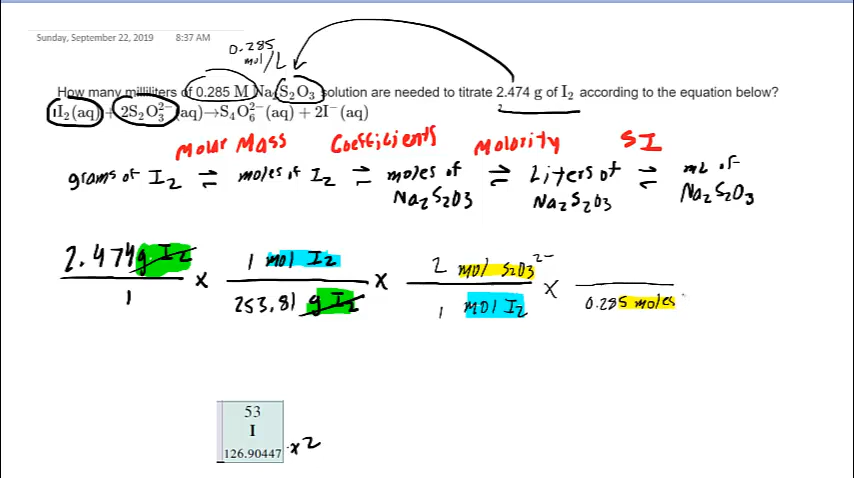 Sunday, September 22, 2019 8:37 AM
0.285
mol/L
How many milliliters of 0.285 M Na2S2O3 solution are needed to titrate 2.474 g of I2 according to the equation below?
1I2(aq) + 2S2O3^2-(aq)→S4O6^2-(aq) + 2I^-(aq)
Molar Mass Coefficients Molarity SI
grams of I2 ⇌ moles of I2 ⇌ moles of Na2S2O3 ⇌ Liters of Na2S2O3 ⇌ mL of Na2S2O3
2.474g I2 × 1 mol I2 × 2 mol S2O3^2- ×
1 253.81 g I2 1 mol I2 0.285 moles
53
I
126.90447 ·x2